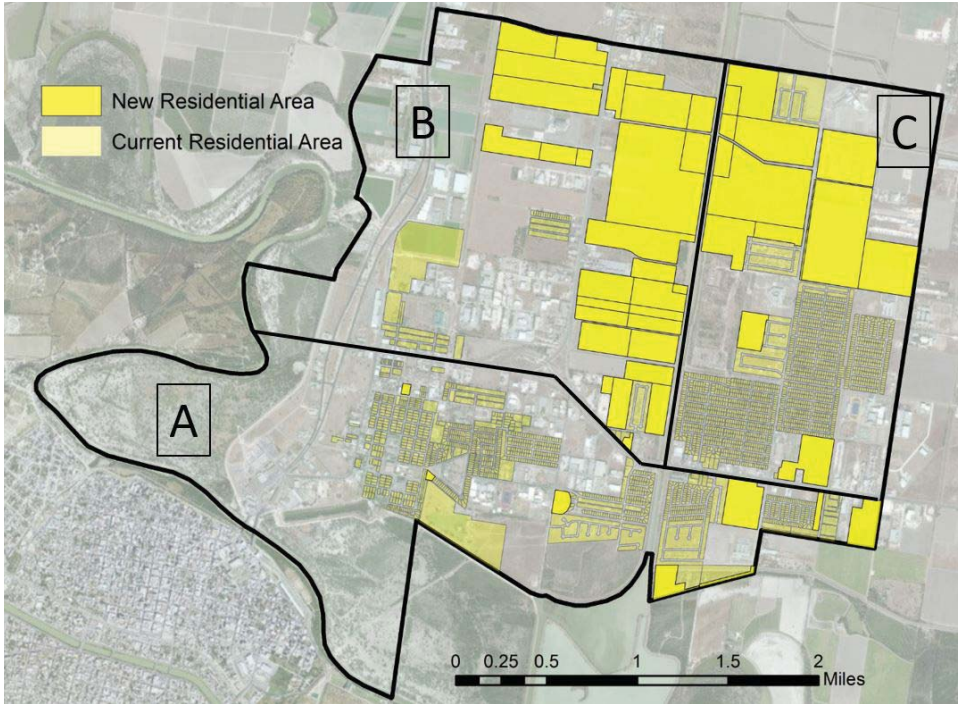 New Residential Area
Current Residential Area
A
B
C
0 0.25 0.5 1 1.5 2
Miles